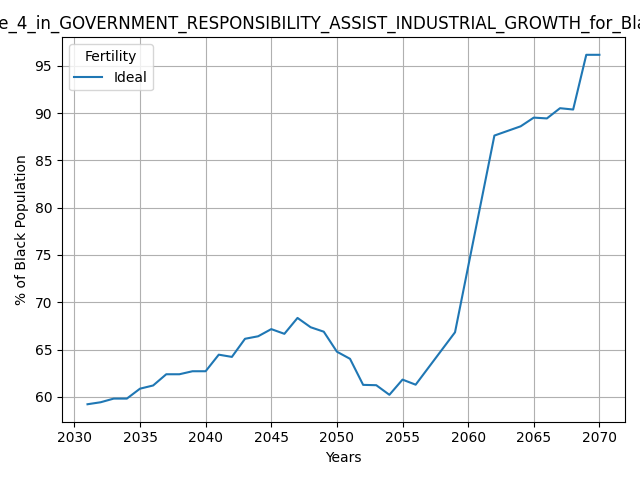 e_4_in_GOVERNMENT_RESPONSIBILITY_ASSIST_INDUSTRIAL_GROWTH_for_Bla
Fertility
Ideal
% of Black Population
95
90
85
80
75
70
65
60
2030 2035 2040 2045 2050 2055 2060 2065 2070
Years